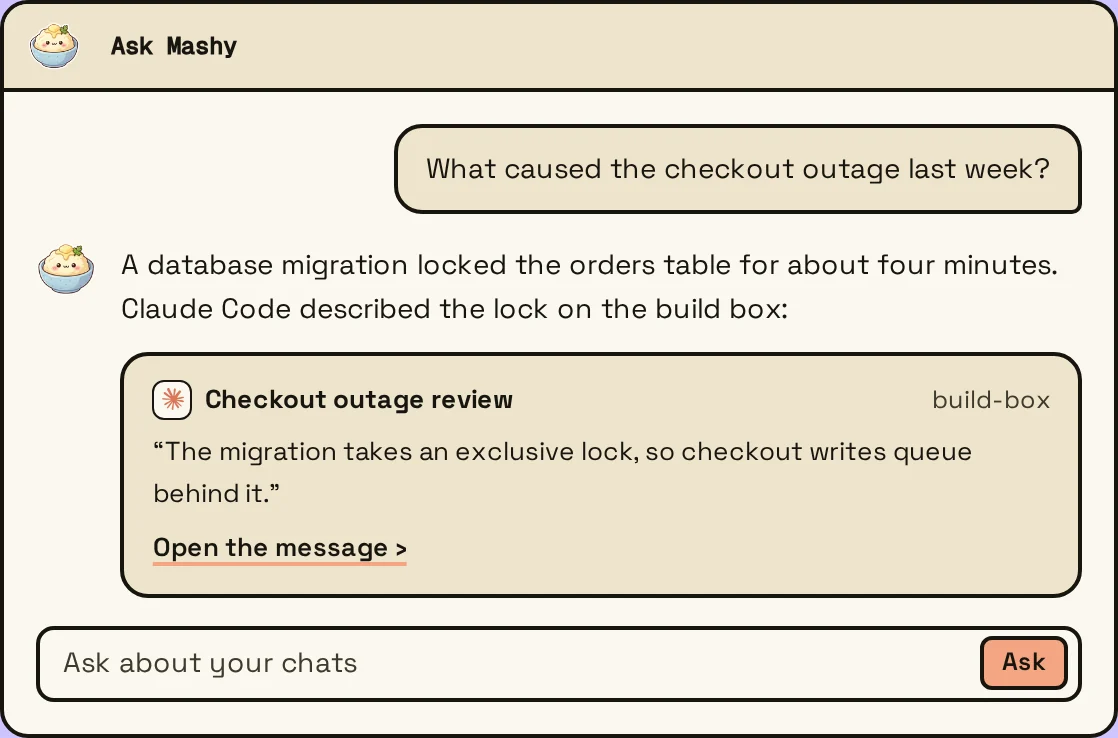 Ask Mashy
What caused the checkout outage last week?
A database migration locked the orders table for about four minutes.
Claude Code described the lock on the build box:
Checkout outage review
build-box
“The migration takes an exclusive lock, so checkout writes queue
behind it.”
Open the message >
Ask about your chats
Ask